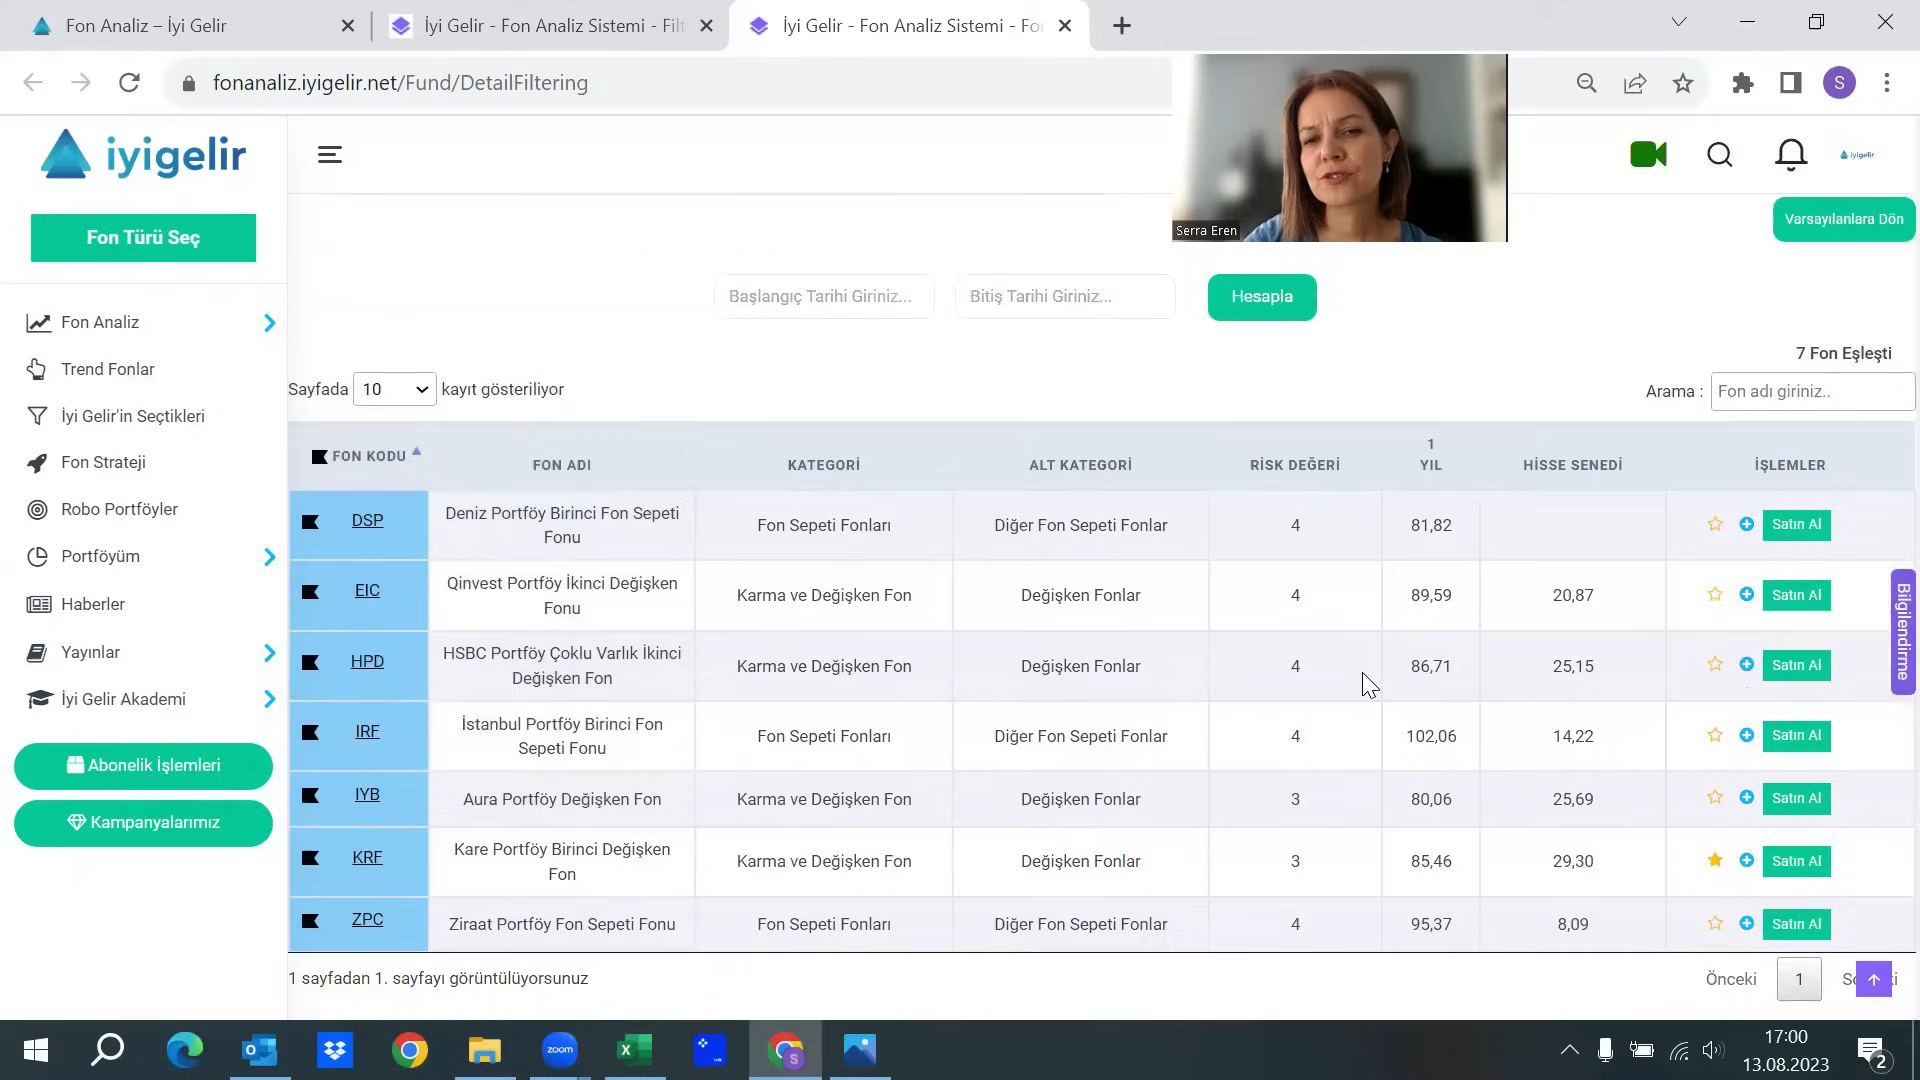 Fon Analiz – İyi Gelir
İyi Gelir - Fon Analiz Sistemi - Filt
İyi Gelir - Fon Analiz Sistemi - Fon
fonanaliz.iyigelir.net/Fund/DetailFiltering
S
iyigelir
iyigelir
Serra Eren
Varsayılanlara Dön
Fon Türü Seç
Fon Analiz
Trend Fonlar
İyi Gelir'in Seçtikleri
Fon Strateji
Robo Portföyler
Portföyüm
Haberler
Yayınlar
İyi Gelir Akademi
Abonelik İşlemleri
Kampanyalarımız
Başlangıç Tarihi Giriniz... Bitiş Tarihi Giriniz... Hesapla
7 Fon Eşleşti
Sayfada 10 kayıt gösteriliyor
Arama : Fon adı giriniz..
FON KODU FON ADI KATEGORİ ALT KATEGORİ RİSK DEĞERİ 1 YIL HİSSE SENEDİ İŞLEMLER
DSP Deniz Portföy Birinci Fon Sepeti Fonu Fon Sepeti Fonları Diğer Fon Sepeti Fonlar 4 81,82 Satın Al
EIC Qinvest Portföy İkinci Değişken Fonu Karma ve Değişken Fon Değişken Fonlar 4 89,59 20,87 Satın Al
HPD HSBC Portföy Çoklu Varlık İkinci Değişken Fon Karma ve Değişken Fon Değişken Fonlar 4 86,71 25,15 Satın Al
IRF İstanbul Portföy Birinci Fon Sepeti Fonu Fon Sepeti Fonları Diğer Fon Sepeti Fonlar 4 102,06 14,22 Satın Al
IYB Aura Portföy Değişken Fon Karma ve Değişken Fon Değişken Fonlar 3 80,06 25,69 Satın Al
KRF Kare Portföy Birinci Değişken Fon Karma ve Değişken Fon Değişken Fonlar 3 85,46 29,30 Satın Al
ZPC Ziraat Portföy Fon Sepeti Fonu Fon Sepeti Fonları Diğer Fon Sepeti Fonlar 4 95,37 8,09 Satın Al
Bilgilendirme
1 sayfadan 1. sayfayı görüntülüyorsunuz
Önceki 1
zoom
S
17:00
13.08.2023
2